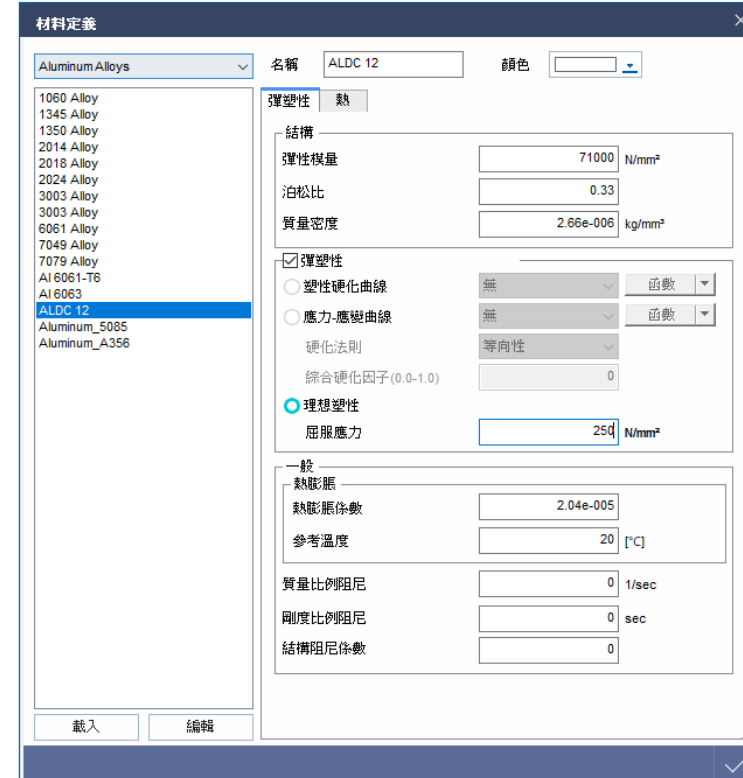 材料定義
Aluminum Alloys
名稱 ALDC 12 顏色
1060 Alloy
1345 Alloy
1350 Alloy
2014 Alloy
2018 Alloy
2024 Alloy
3003 Alloy
3003 Alloy
6061 Alloy
7049 Alloy
7079 Alloy
Al 6061-T6
Al 6063
ALDC 12
Aluminum_5085
Aluminum_A356
載入 編輯
彈塑性 熱
結構
彈性模量 71000 N/mm²
泊松比 0.33
質量密度 2.66e-006 kg/mm³
彈塑性
塑性硬化曲線 無 函數
應力-應變曲線 無 函數
硬化法則 等向性
綜合硬化因子(0.0-1.0) 0
理想塑性
屈服應力 250 N/mm²
一般
熱膨脹
熱膨脹係數 2.04e-005
參考溫度 20 [°C]
質量比例阻尼 0 1/sec
剛度比例阻尼 0 sec
結構阻尼係數 0